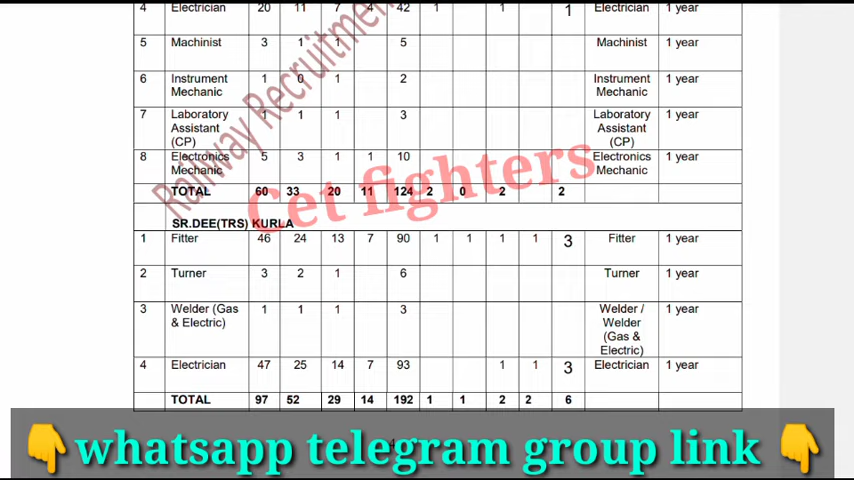 4 Electrician 20 11 7 4 42 1 1 1 Electrician 1 year
5 Machinist 3 1 1 5 Machinist 1 year
6 Instrument Mechanic 1 0 1 2 Instrument Mechanic 1 year
7 Laboratory Assistant (CP) 1 1 1 3 Laboratory Assistant (CP) 1 year
8 Electronics Mechanic 5 3 1 1 10 Electronics Mechanic 1 year
TOTAL 60 33 20 11 124 2 0 2 2
SR.DEE(TRS) KURLA
1 Fitter 46 24 13 7 90 1 1 1 1 3 Fitter 1 year
2 Turner 3 2 1 6 Turner 1 year
3 Welder (Gas & Electric) 1 1 1 3 Welder / Welder (Gas & Electric) 1 year
4 Electrician 47 25 14 7 93 1 1 3 Electrician 1 year
TOTAL 97 52 29 14 192 1 1 2 2 6
Railway Recruitment
Cet fighters
whatsapp telegram group link